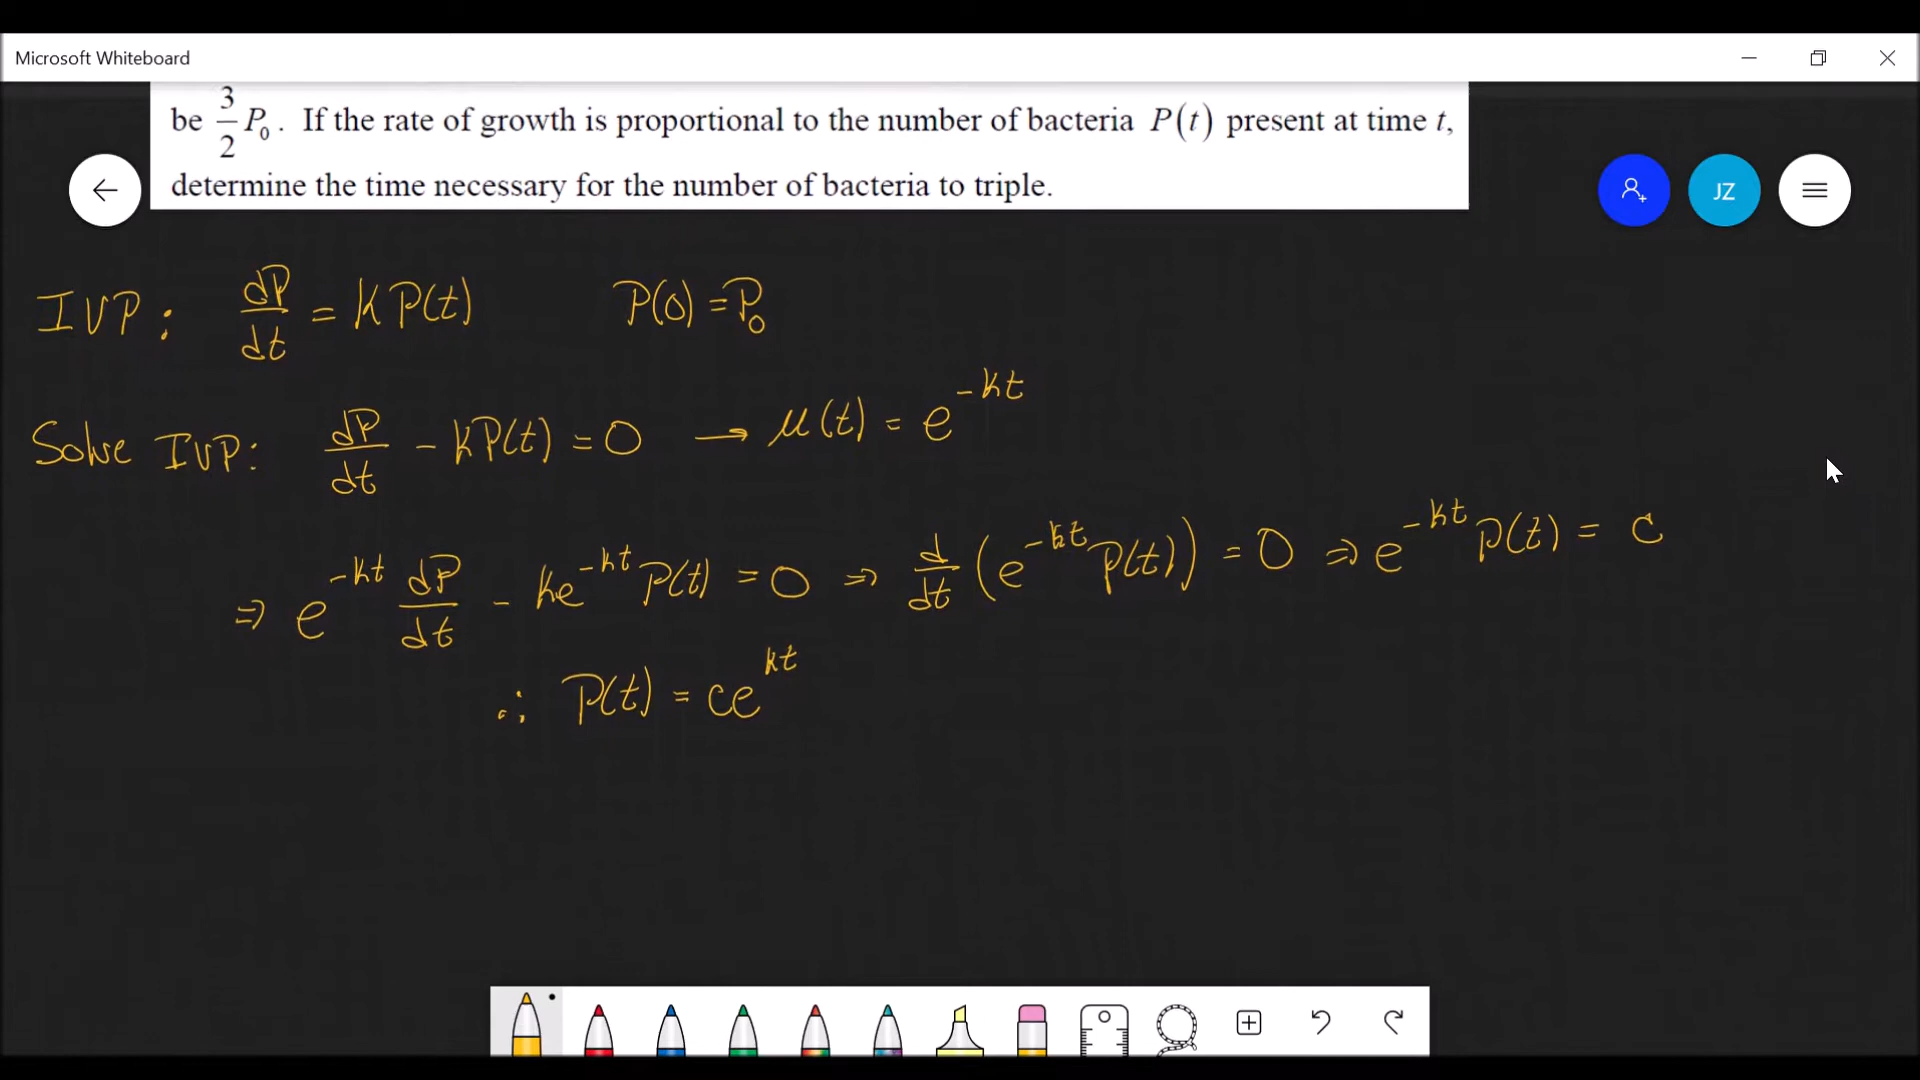 Microsoft Whiteboard
be 3/2 P₀ . If the rate of growth is proportional to the number of bacteria P(t) present at time t,
determine the time necessary for the number of bacteria to triple.
JZ
IVP: dP/dt = kP(t) P(0) = P₀
Solve IVP: dP/dt - kP(t) = 0 → μ(t) = e^(-kt)
⇒ e^(-kt) dP/dt - ke^(-kt) P(t) = 0 ⇒ d/dt (e^(-kt) P(t)) = 0 ⇒ e^(-kt) P(t) = c
∴ P(t) = ce^(kt)